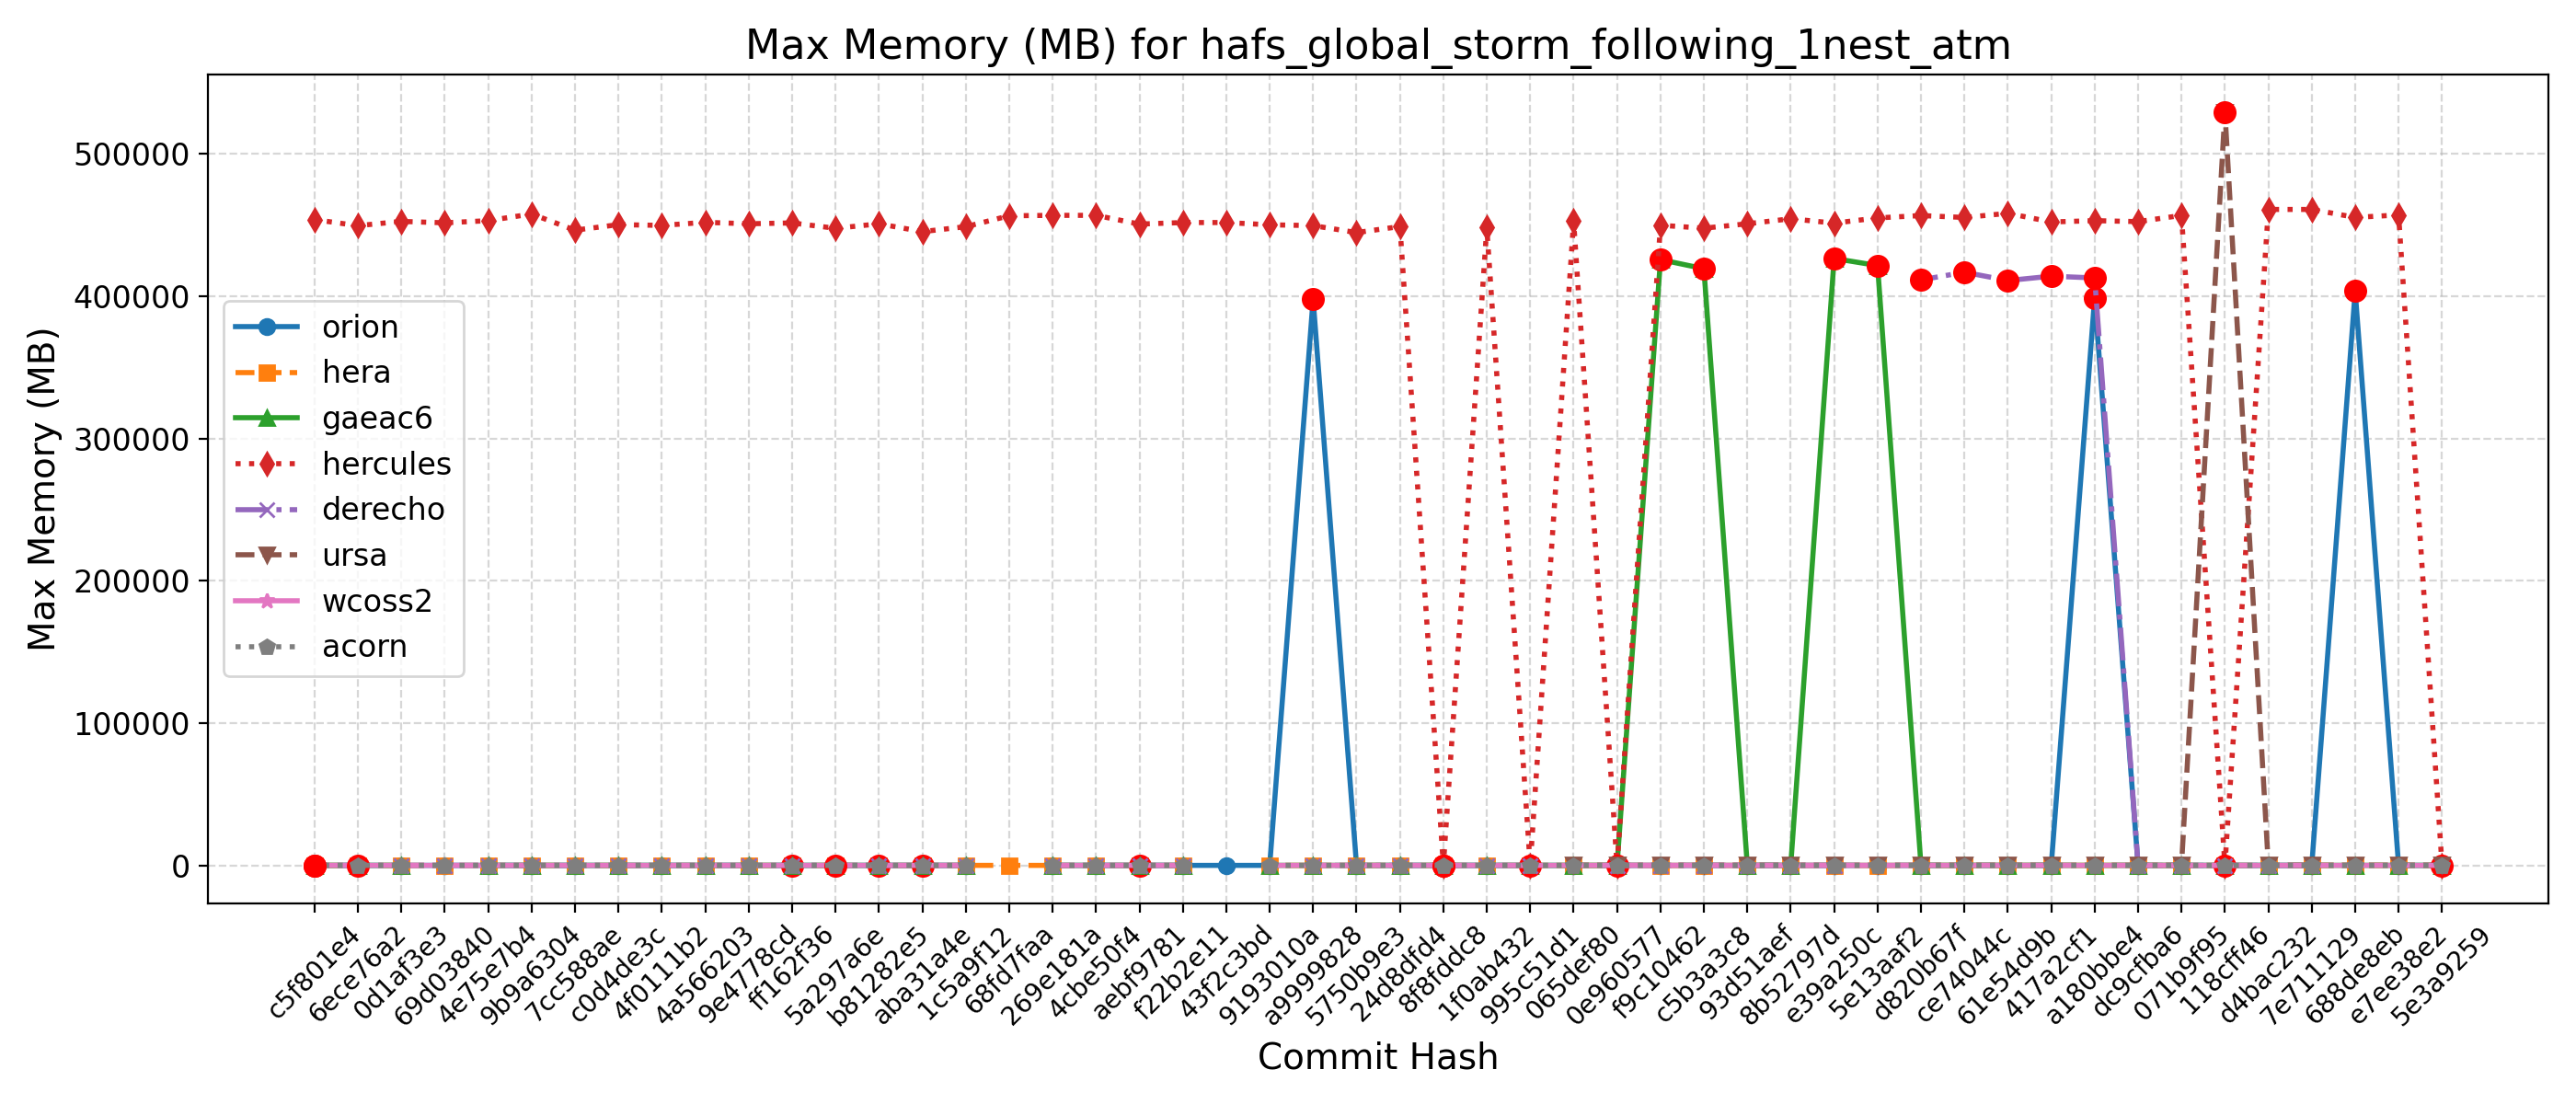 Max Memory (MB) for hafs_global_storm_following_1nest_atm
Max Memory (MB)
500000
400000
300000
200000
100000
0
orion
hera
gaeac6
hercules
derecho
ursa
wcoss2
acorn
c5f801e4
6ece76a2
0d1af3e3
69d03840
4e75e7b4
9b9a6304
7cc588ae
c0d4de3c
4f0111b2
4a566203
9e4778cd
ff162f36
5a297a6e
b81282e5
aba31a4e
1c5a9f12
68fd7faa
269e181a
4cbe50f4
aebf9781
f22b2e11
43f2c3bd
9193010a
a9999828
5750b9e3
24d8dfd4
8f8fddc8
1f0ab432
995c51d1
065def80
0e960577
f9c10462
c5b3a3c8
93d51aef
8b52797d
e39a250c
5e13aaf2
d820b67f
ce74044c
61e54d9b
417a2cf1
a180bbe4
dc9cfba6
071b9f95
118cff46
d4bac232
7e711129
688de8eb
e7ee38e2
5e3a9259
Commit Hash